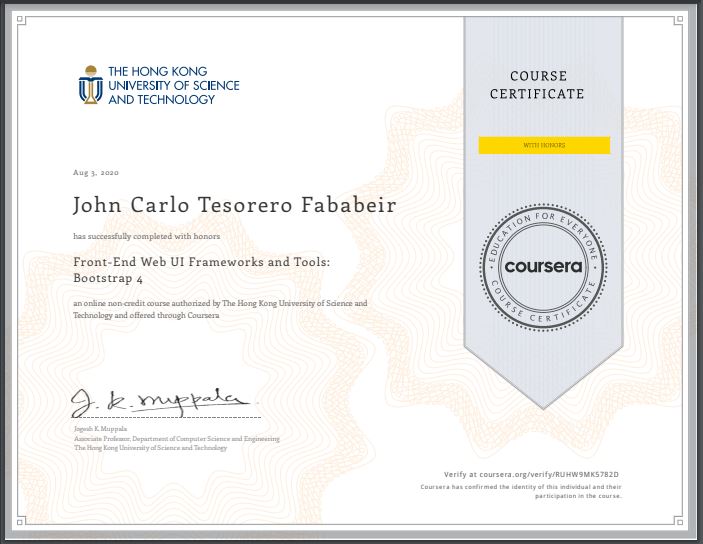 THE HONG KONG
UNIVERSITY OF SCIENCE
AND TECHNOLOGY
COURSE
CERTIFICATE
WITH HONORS
Aug 3, 2020
John Carlo Tesorero Fababeir
has successfully completed with honors
Front-End Web UI Frameworks and Tools:
Bootstrap 4
an online non-credit course authorized by The Hong Kong University of Science and
Technology and offered through Coursera
EDUCATION FOR EVERYONE
coursera
COURSE CERTIFICATE
J. K. Muppala
Jogesh K. Muppala
Associate Professor, Department of Computer Science and Engineering
The Hong Kong University of Science and Technology
Verify at coursera.org/verify/RUHW9MK5782D
Coursera has confirmed the identity of this individual and their
participation in the course.